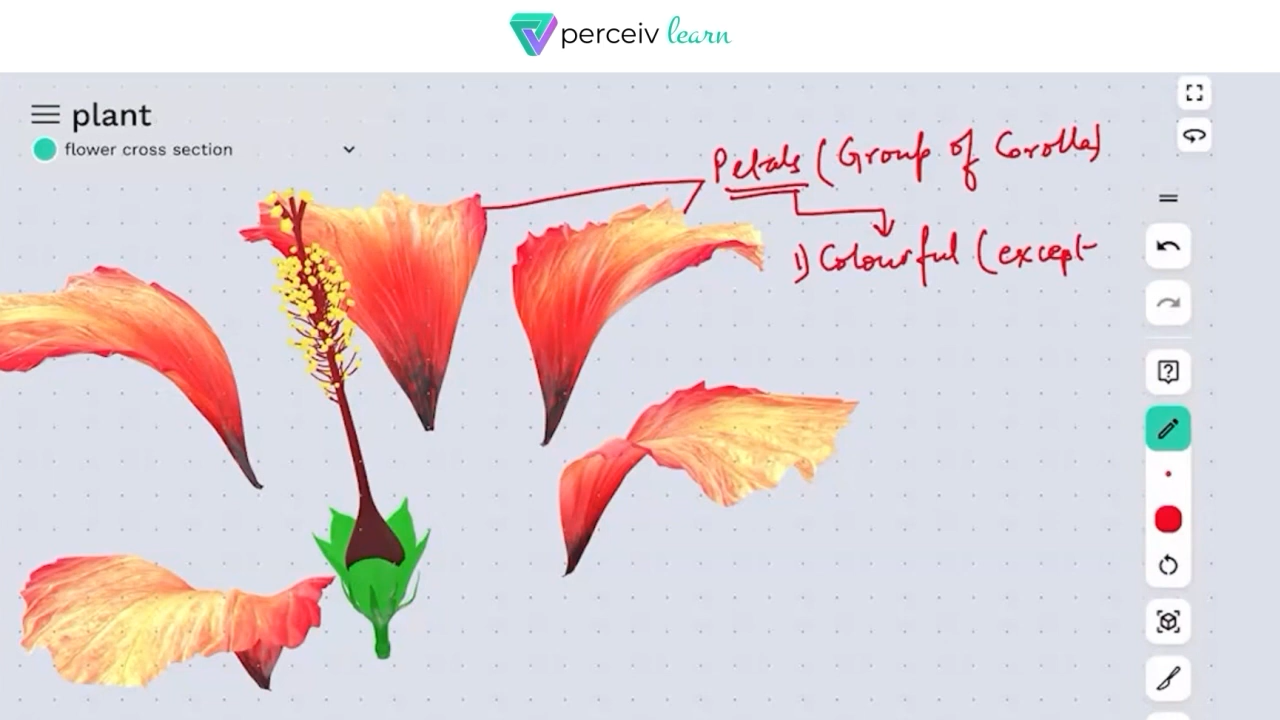 perceiv learn
plant
flower cross section
Petals (Group of Corolla)
1) Colourful (except